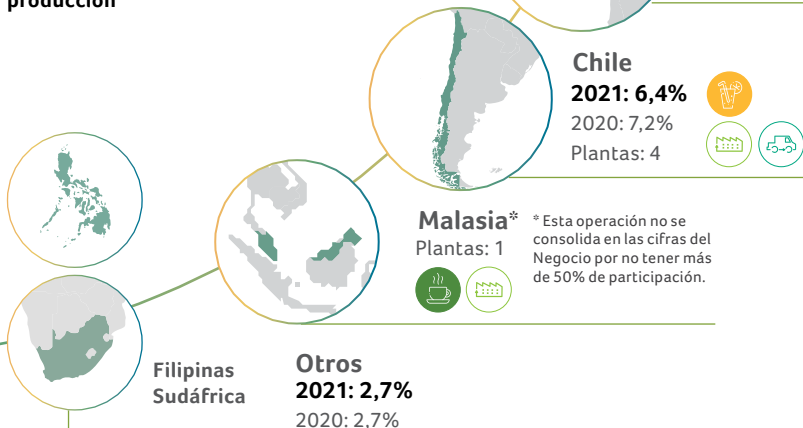 producción
Chile
2021: 6,4%
2020: 7,2%
Plantas: 4
Malasia*
Plantas: 1
* Esta operación no se
consolida en las cifras del
Negocio por no tener más
de 50% de participación.
Filipinas
Sudáfrica
Otros
2021: 2,7%
2020: 2,7%